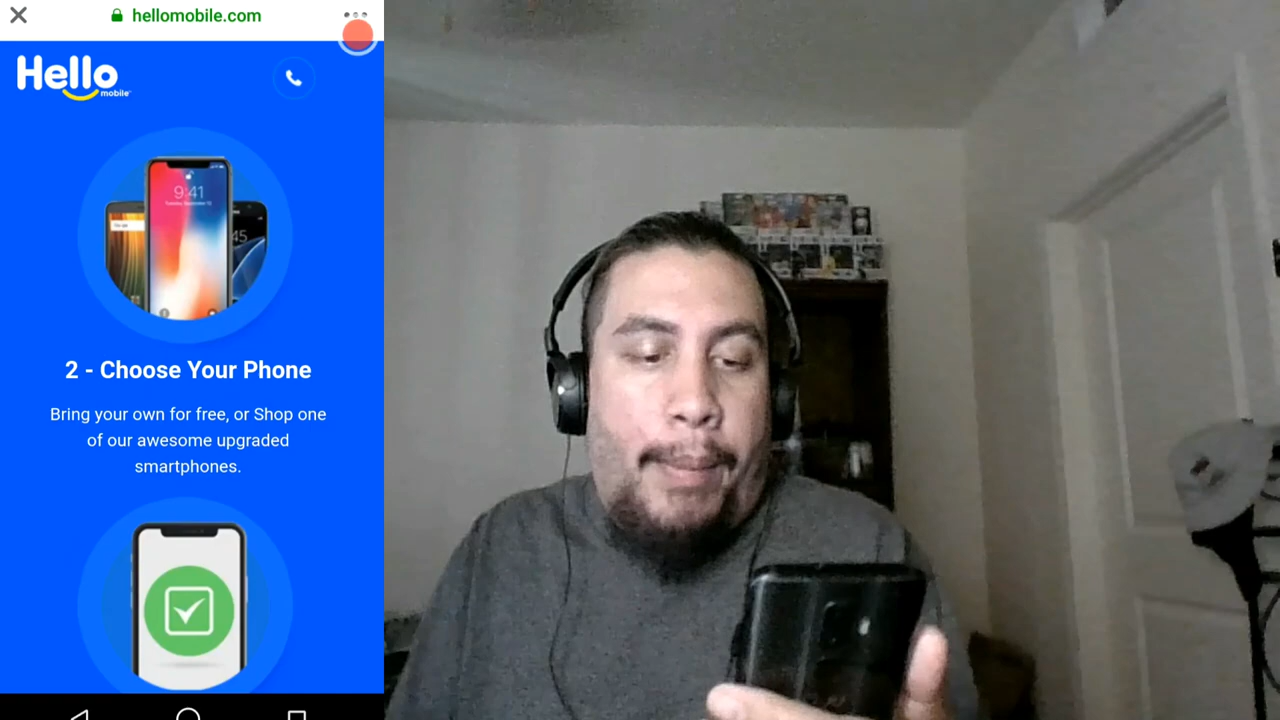 hellomobile.com
Hello
mobile
9:41
45
2 - Choose Your Phone
Bring your own for free, or Shop one
of our awesome upgraded
smartphones.